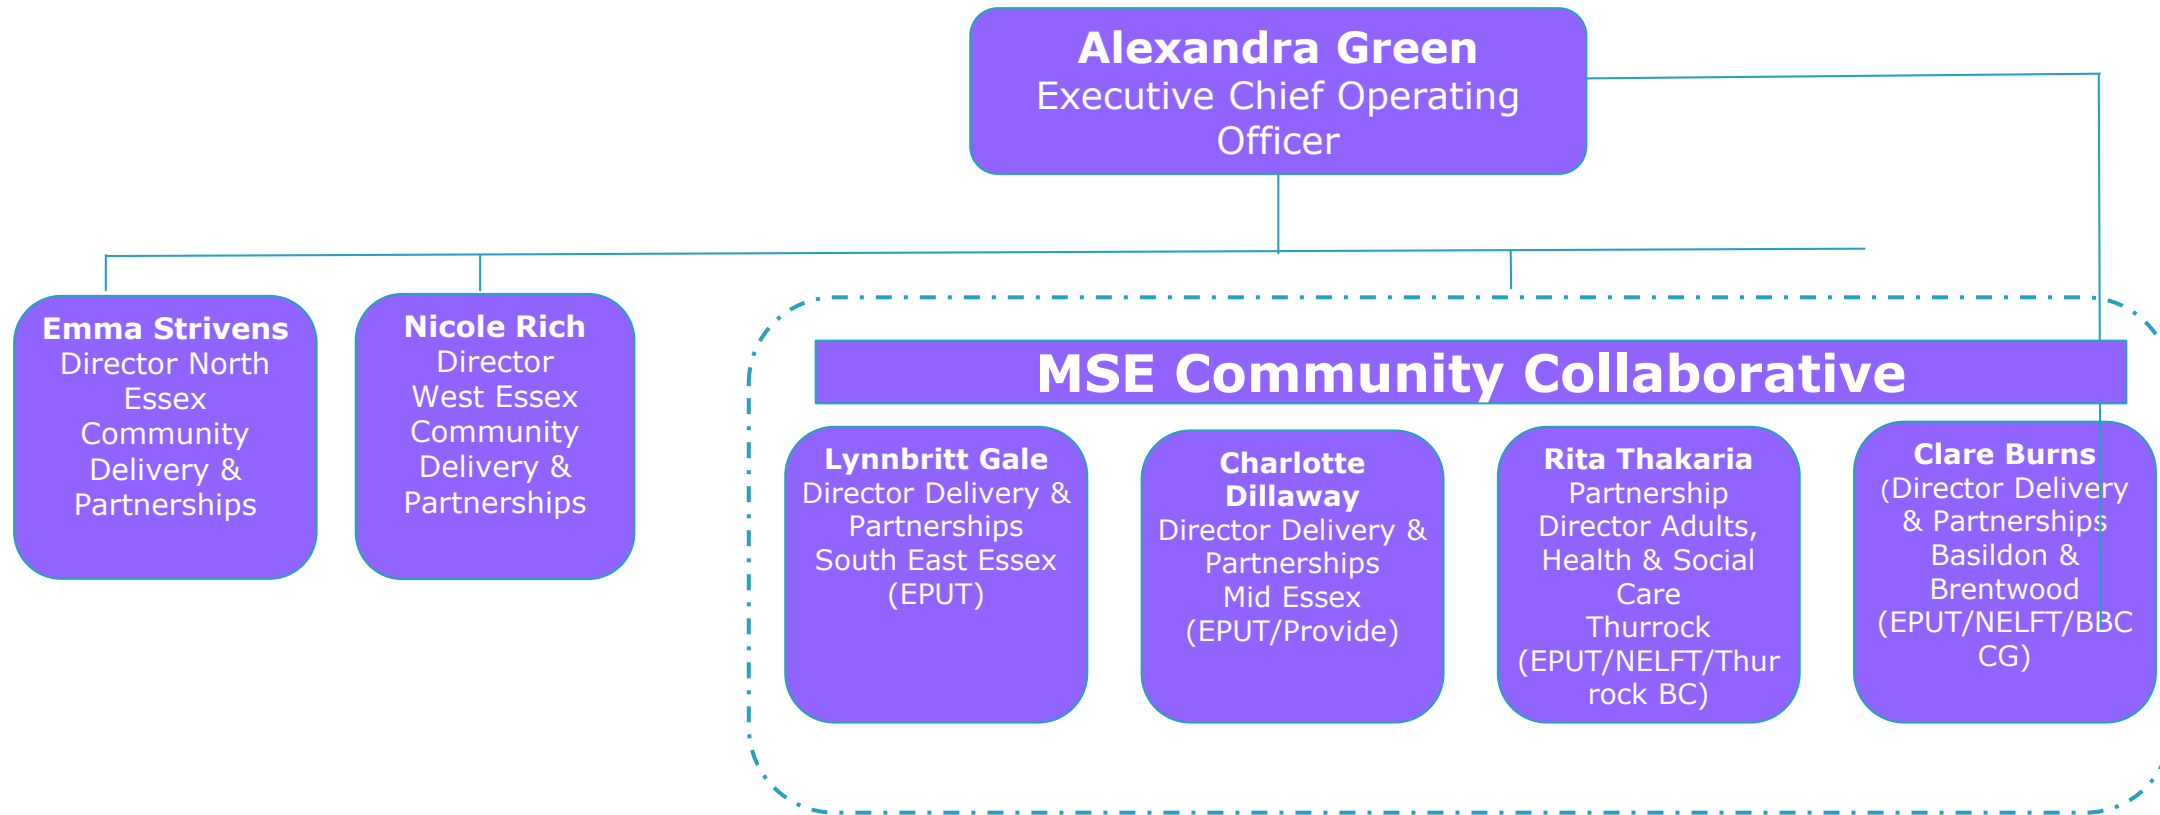 Alexandra Green
Executive Chief Operating
Officer
Emma Strivens
Director North
Essex
Community
Delivery &
Partnerships
Nicole Rich
Director
West Essex
Community
Delivery &
Partnerships
MSE Community Collaborative
Lynnbritt Gale
Director Delivery &
Partnerships
South East Essex
(EPUT)
Charlotte
Dillaway
Director Delivery &
Partnerships
Mid Essex
(EPUT/Provide)
Rita Thakaria
Partnership
Director Adults,
Health & Social
Care
Thurrock
(EPUT/NELFT/Thur
rock BC)
Clare Burns
(Director Delivery
& Partnerships
Basildon &
Brentwood
(EPUT/NELFT/BBC
CG)